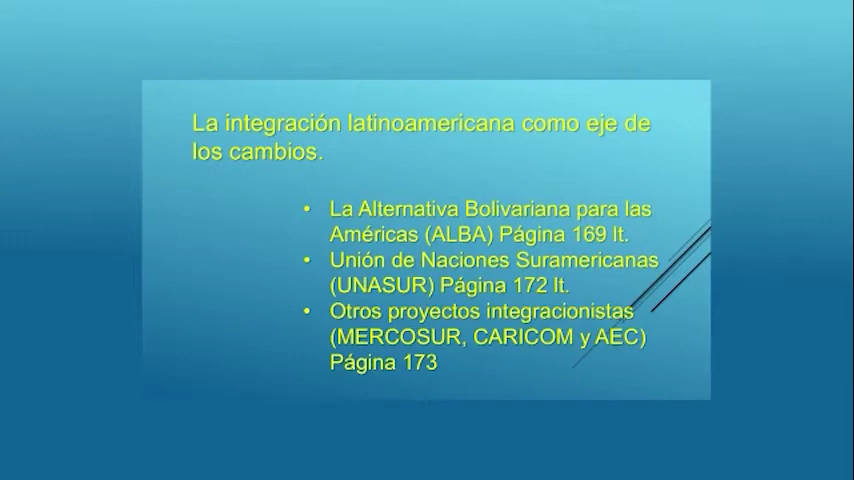 La integración latinoamericana como eje de
los cambios.
• La Alternativa Bolivariana para las
Américas (ALBA) Página 169 lt.
• Unión de Naciones Suramericanas
(UNASUR) Página 172 lt.
• Otros proyectos integracionistas
(MERCOSUR, CARICOM y AEC)
Página 173